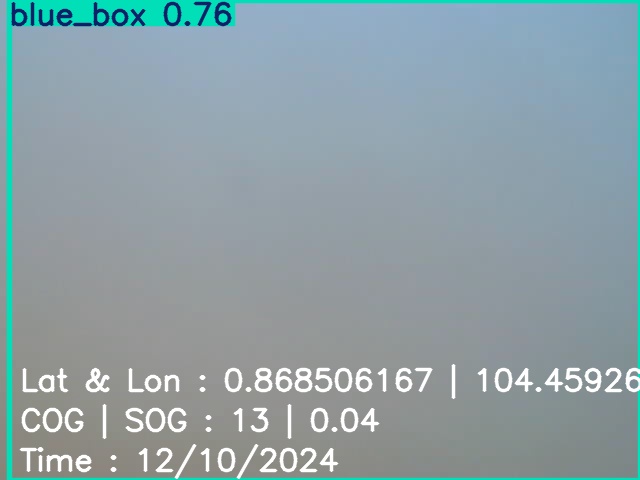 blue_box 0.76
Lat & Lon : 0.868506167 | 104.45926
COG | SOG : 13 | 0.04
Time : 12/10/2024